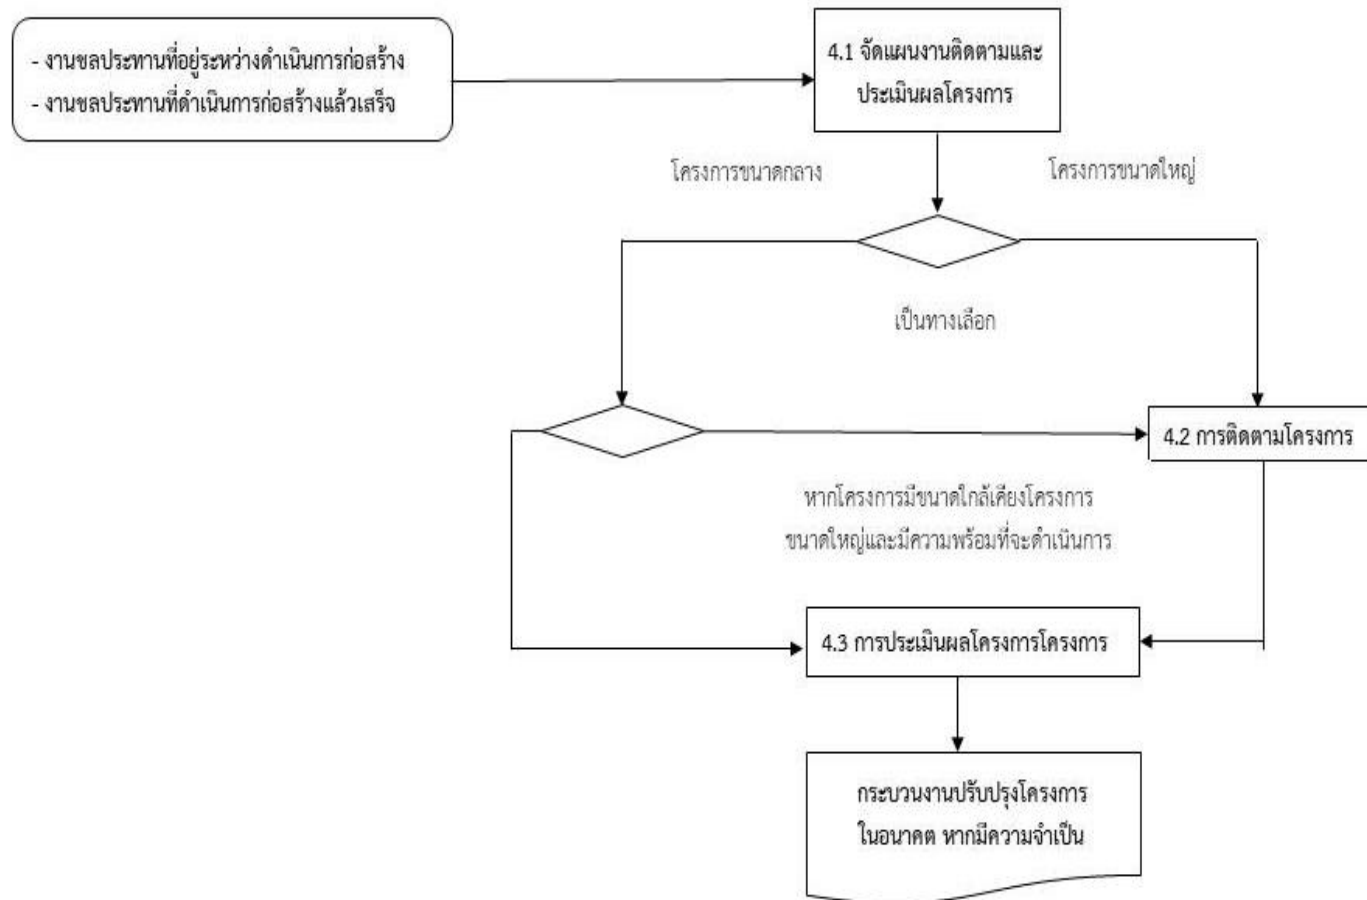 - งานชลประทานที่อยู่ระหว่างดำเนินการก่อสร้าง
- งานชลประทานที่ดำเนินการก่อสร้างแล้วเสร็จ
4.1 จัดแผนงานติดตามและ
ประเมินผลโครงการ
โครงการขนาดกลาง
โครงการขนาดใหญ่
เป็นทางเลือก
4.2 การติดตามโครงการ
หากโครงการมีขนาดใกล้เคียงโครงการ
ขนาดใหญ่และมีความพร้อมที่จะดำเนินการ
4.3 การประเมินผลโครงการโครงการ
กระบวนงานปรับปรุงโครงการ
ในอนาคต หากมีความจำเป็น